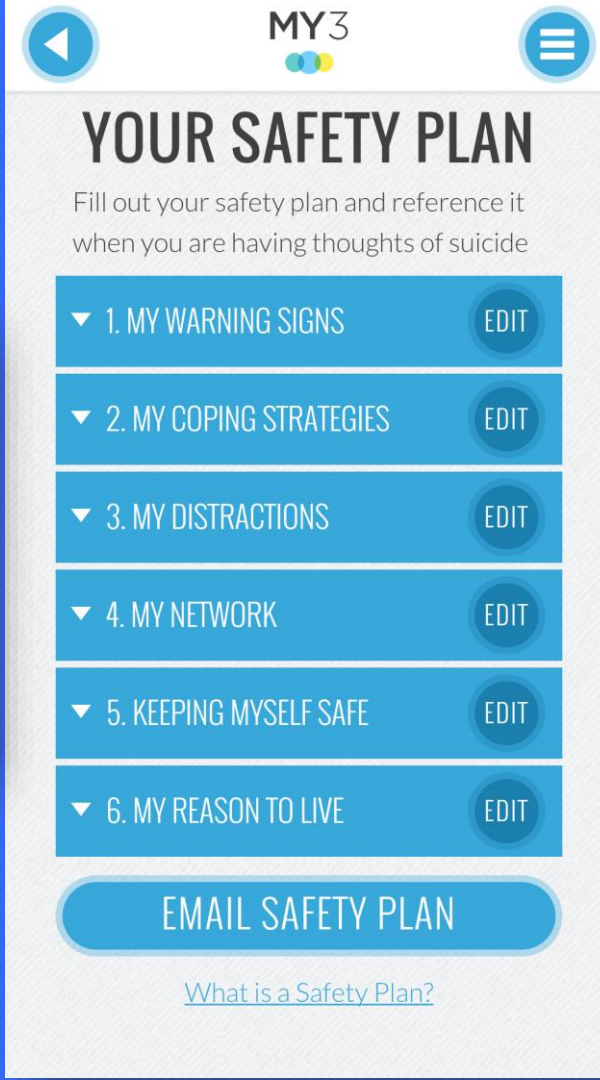 MY3
YOUR SAFETY PLAN
Fill out your safety plan and reference it
when you are having thoughts of suicide
1. MY WARNING SIGNS EDIT
2. MY COPING STRATEGIES EDIT
3. MY DISTRACTIONS EDIT
4. MY NETWORK EDIT
5. KEEPING MYSELF SAFE EDIT
6. MY REASON TO LIVE EDIT
EMAIL SAFETY PLAN
What is a Safety Plan?